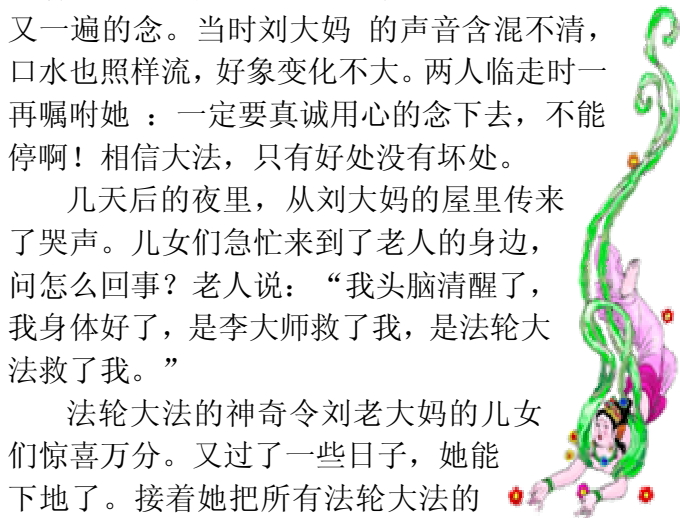 又一遍的念。当时刘大妈 的声音含混不清，
口水也照样流，好象变化不大。两人临走时一
再嘱咐她 ：一定要真诚用心的念下去，不能
停啊！相信大法，只有好处没有坏处。
几天后的夜里，从刘大妈的屋里传来
了哭声。儿女们急忙来到了老人的身边，
问怎么回事？老人说：“我头脑清醒了，
我身体好了，是李大师救了我，是法轮大
法救了我。”
法轮大法的神奇令刘老大妈的儿女
们惊喜万分。又过了一些日子，她能
下地了。接着她把所有法轮大法的